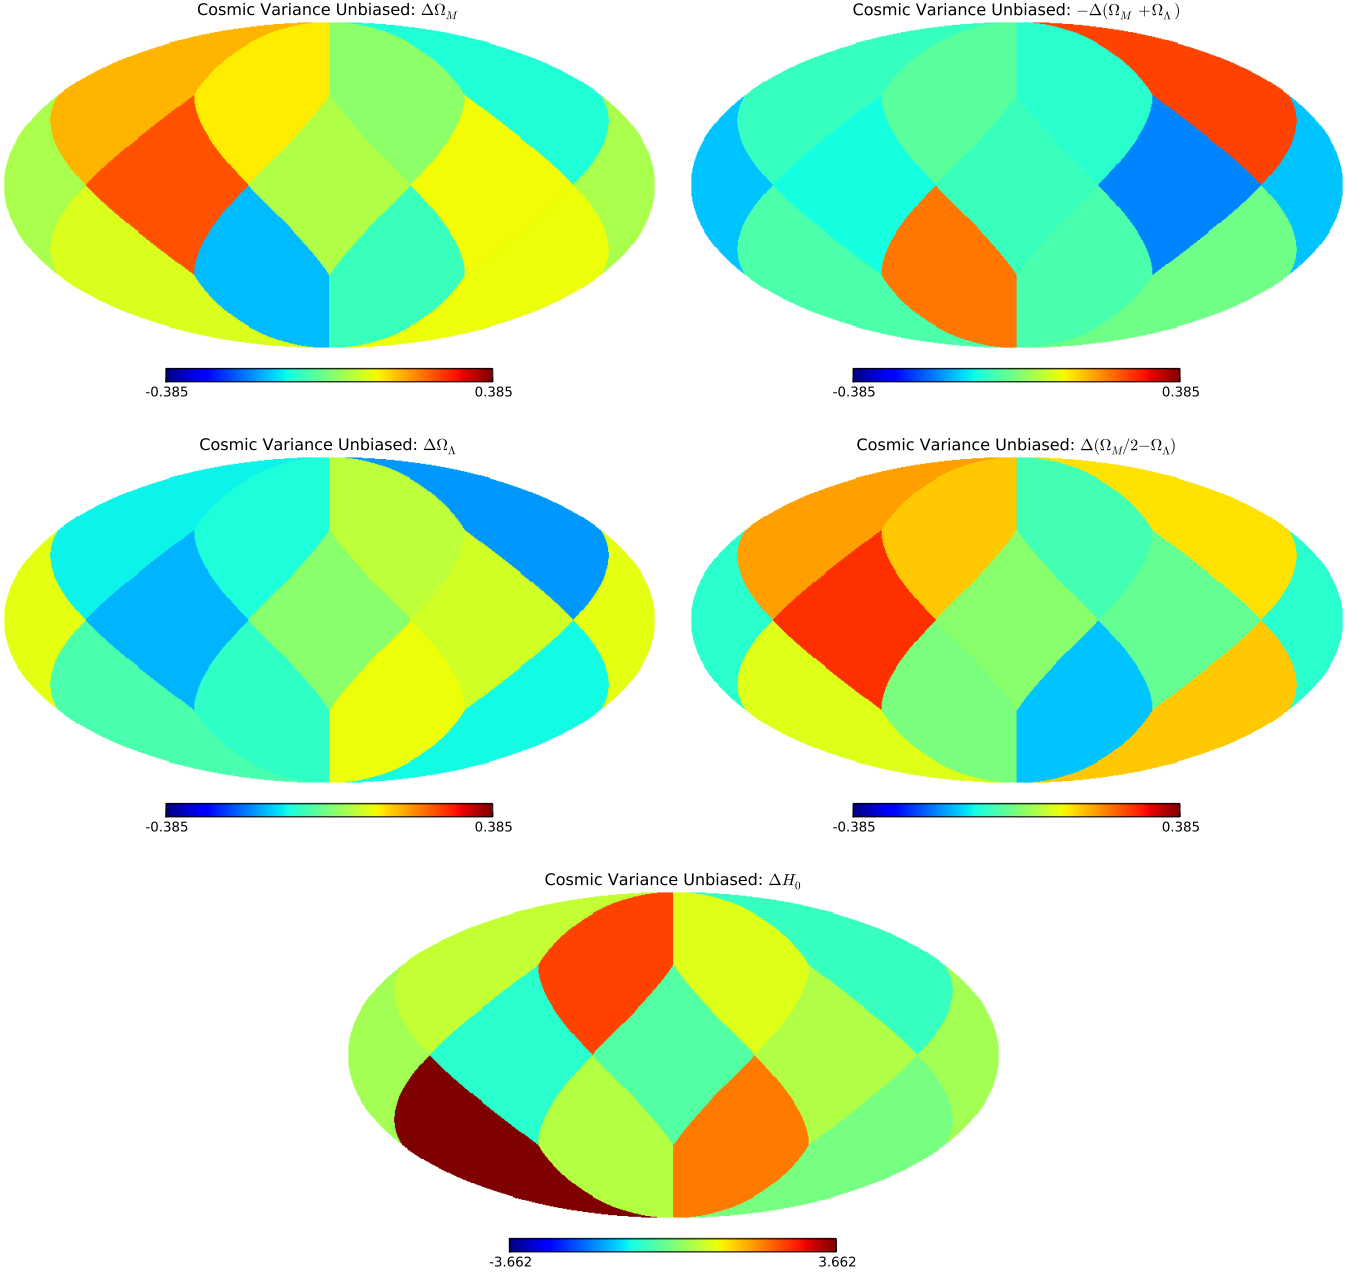 Cosmic Variance Unbiased: ΔΩ_M
Cosmic Variance Unbiased: −Δ(Ω_M +Ω_Λ)
-0.385 0.385
-0.385 0.385
Cosmic Variance Unbiased: ΔΩ_Λ
Cosmic Variance Unbiased: Δ(Ω_M/2−Ω_Λ)
-0.385 0.385
-0.385 0.385
Cosmic Variance Unbiased: ΔH_0
-3.662 3.662